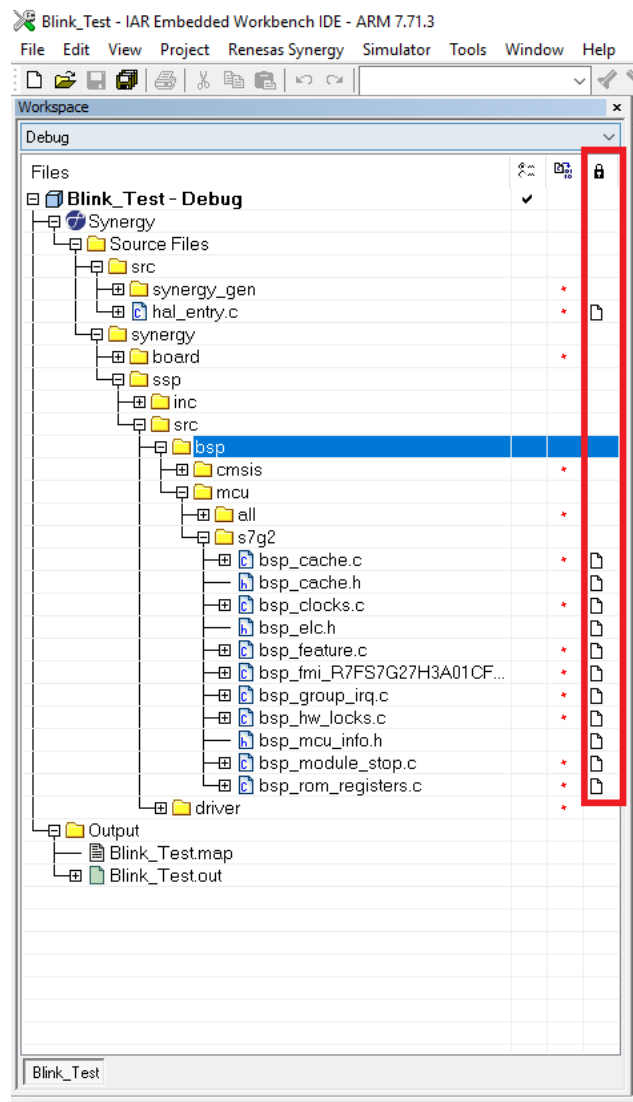 Blink_Test - IAR Embedded Workbench IDE - ARM 7.71.3
File Edit View Project Renesas Synergy Simulator Tools Window Help
Workspace
Debug
Files
Blink_Test - Debug
Synergy
Source Files
src
synergy_gen
hal_entry.c
synergy
board
ssp
inc
src
bsp
cmsis
mcu
all
s7g2
bsp_cache.c
bsp_cache.h
bsp_clocks.c
bsp_elc.h
bsp_feature.c
bsp_fmi_R7FS7G27H3A01CF...
bsp_group_irq.c
bsp_hw_locks.c
bsp_mcu_info.h
bsp_module_stop.c
bsp_rom_registers.c
driver
Output
Blink_Test.map
Blink_Test.out
Blink_Test